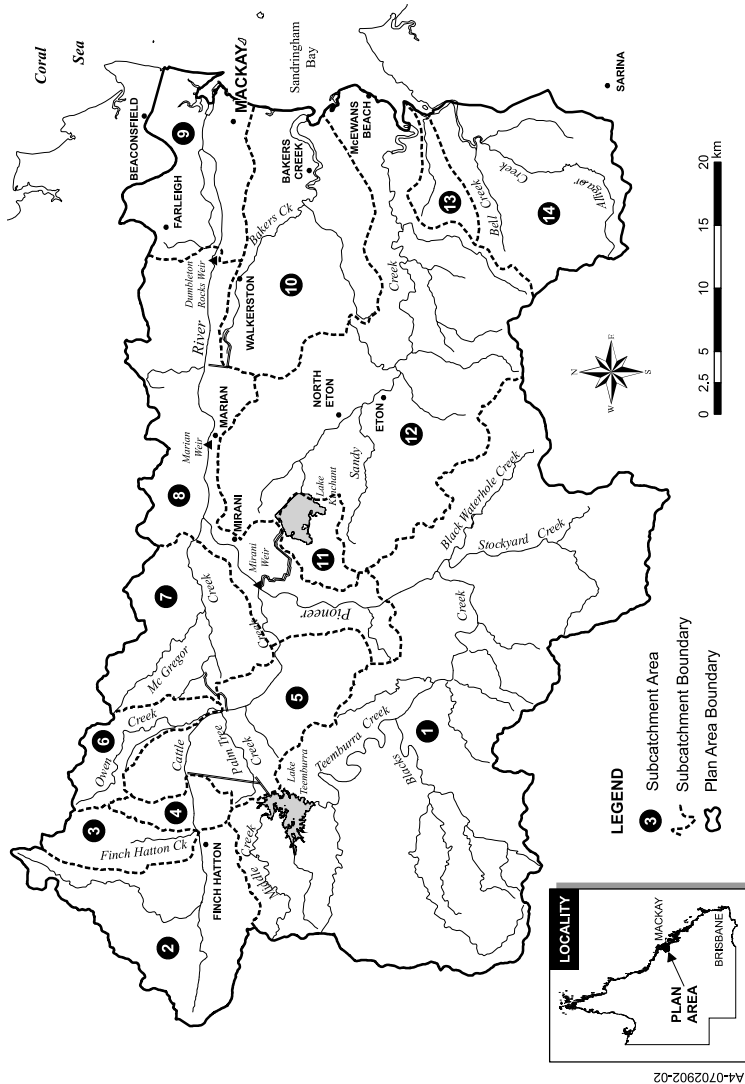 Coral
Sea
BEACONSFIELD
9
FARLEIGH
MACKAY
Sandringham
Bay
BAKERS
CREEK
McEWANS
BEACH
SARINA
Dumbleton
Rocks Weir
Bakers Ck
WALKERSTON
10
Creek
13
Bell Creek
14
Alligator
Creek
River
Marian
Weir
MARIAN
8
MIRANI
NORTH
ETON
ETON
12
Sandy
Lake
Kinchant
11
Mirani
Weir
Pioneer
Black Waterhole Creek
Stockyard Creek
Creek
7
Creek
Mc Gregor
Creek
5
6
Owen
Creek
Cattle
Palm Tree
Creek
Lake
Teemburra
Teemburra Creek
Blacks
1
3
4
Finch Hatton Ck
FINCH HATTON
Middle Creek
2
N
E
S
W
0
2.5
5
10
15
20
km
LEGEND
3 Subcatchment Area
Subcatchment Boundary
Plan Area Boundary
LOCALITY
MACKAY
PLAN
AREA
BRISBANE
A4-0702902-02